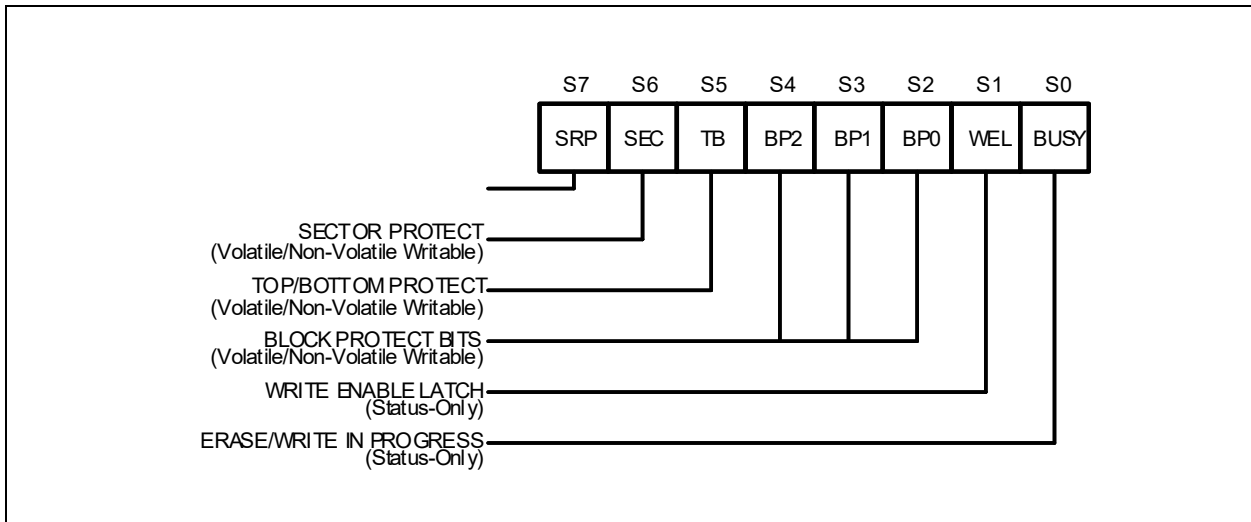 S7 S6 S5 S4 S3 S2 S1 S0
SRP SEC TB BP2 BP1 BP0 WEL BUSY
SECTOR PROTECT
(Volatile/Non-Volatile Writable)
TOP/BOTTOM PROTECT
(Volatile/Non-Volatile Writable)
BLOCK PROTECT BITS
(Volatile/Non-Volatile Writable)
WRITE ENABLE LATCH
(Status-Only)
ERASE/WRITE IN PROGRESS
(Status-Only)